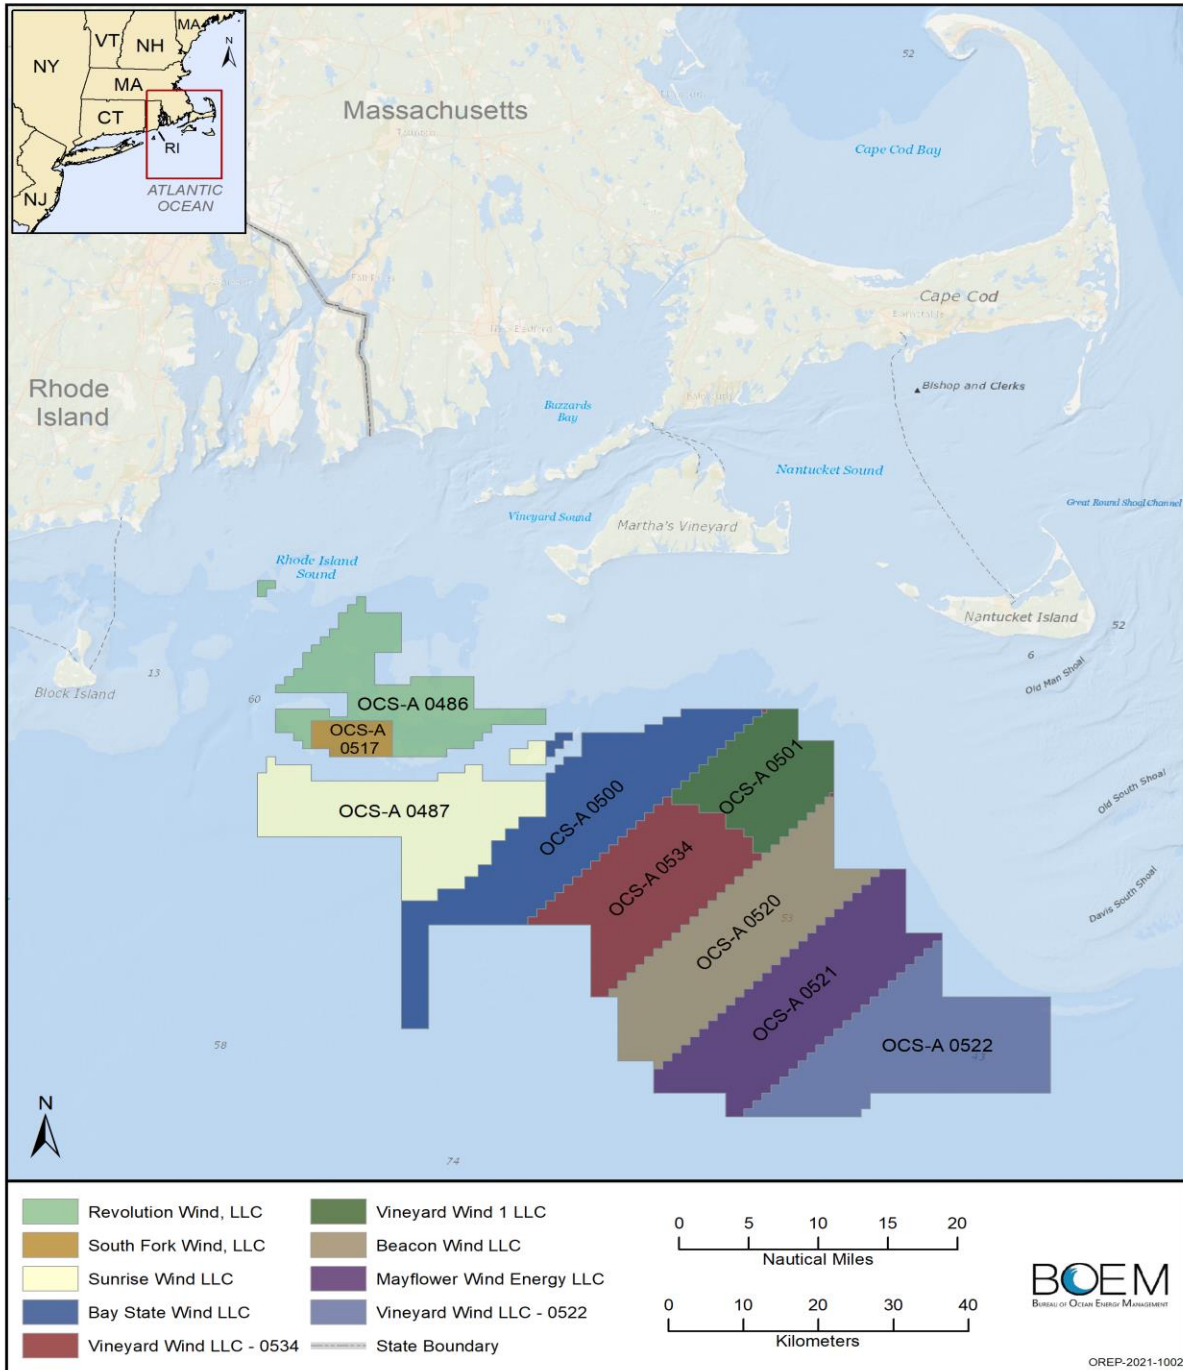 MA
N
VT
NH
NY
MA
CT
RI
NJ
ATLANTIC
OCEAN
52
Massachusetts
Cape Cod Bay
Cape Cod
Rhode
Island
Bishop and Clerks
Buzzards
Bay
Nantucket Sound
Vineyard Sound
Martha's Vineyard
Great Round Shoal Channel
Rhode Island
Sound
Nantucket Island
52
6
Old Man Shoal
13
Block Island
60
OCS-A 0486
OCS-A
0517
OCS-A 0501
OCS-A 0500
OCS-A 0487
Old South Shoal
OCS-A 0534
Davis South Shoal
OCS-A 0520
53
OCS-A 0521
OCS-A 0522
58
N
74
Revolution Wind, LLC
South Fork Wind, LLC
Sunrise Wind LLC
Bay State Wind LLC
Vineyard Wind LLC - 0534
Vineyard Wind 1 LLC
Beacon Wind LLC
Mayflower Wind Energy LLC
Vineyard Wind LLC - 0522
State Boundary
0 5 10 15 20
Nautical Miles
0 10 20 30 40
Kilometers
BOEM
BUREAU OF OCEAN ENERGY MANAGEMENT
OREP-2021-1002